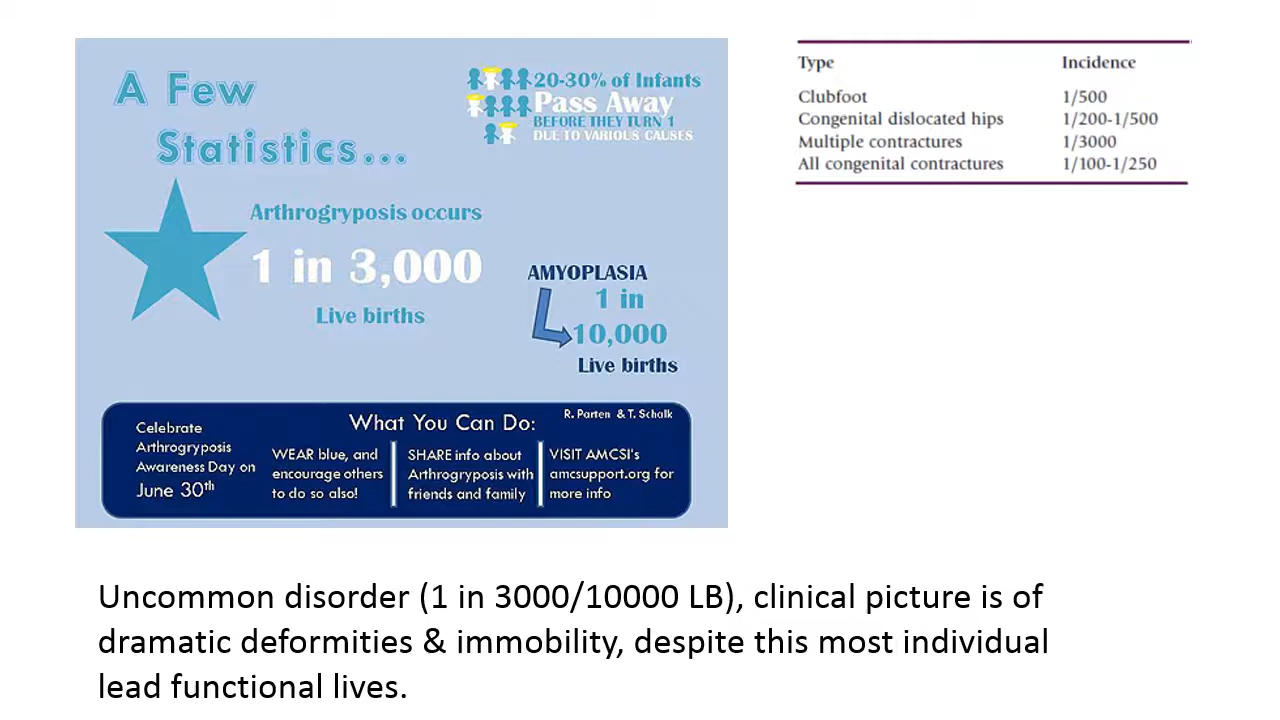 A Few
Statistics...
20-30% of Infants
Pass Away
BEFORE THEY TURN 1
DUE TO VARIOUS CAUSES
Arthrogryposis occurs
1 in 3,000
Live births
AMYOPLASIA
1 in
10,000
Live births
What You Can Do:
R. Parten & T. Schalk
Celebrate
Arthrogryposis
Awareness Day on
June 30th
WEAR blue, and
encourage others
to do so also!
SHARE info about
Arthrogryposis with
friends and family
VISIT AMCSI's
amcsupport.org for
more info
Type Incidence
Clubfoot 1/500
Congenital dislocated hips 1/200-1/500
Multiple contractures 1/3000
All congenital contractures 1/100-1/250
Uncommon disorder (1 in 3000/10000 LB), clinical picture is of
dramatic deformities & immobility, despite this most individual
lead functional lives.